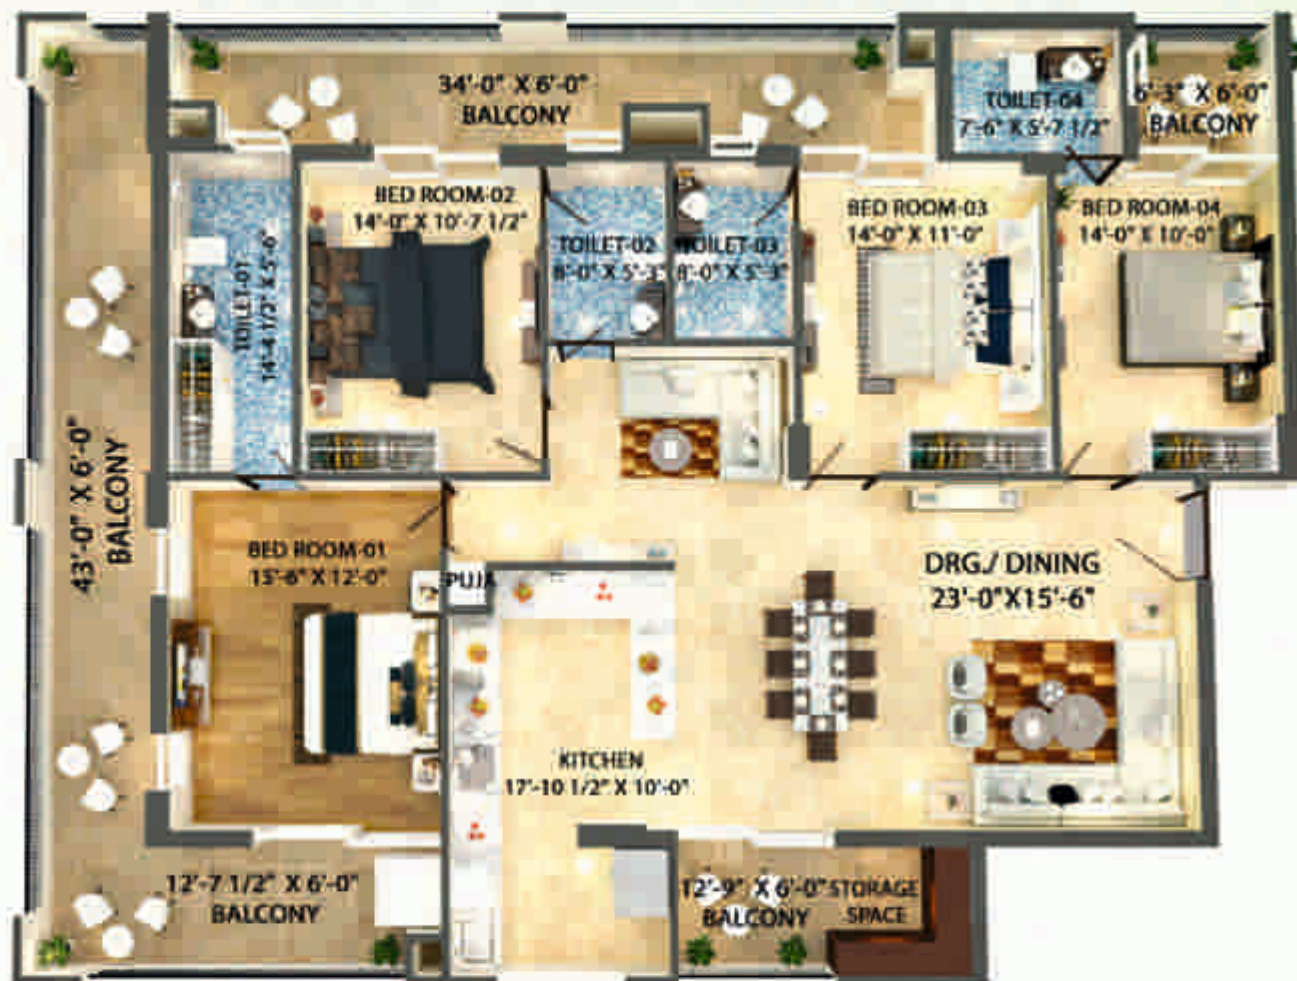 34'-0" X 6'-0"
BALCONY
TOILET-04
7'-6" X 5'-7 1/2"
6'-3" X 6'-0"
BALCONY
BED ROOM-02
14'-0" X 10'-7 1/2"
TOILET-01
14'-4 1/2" X 5'-6"
TOILET-02
8'-0" X 5'-3"
TOILET-03
8'-0" X 5'-3"
BED ROOM-03
14'-0" X 11'-0"
BED ROOM-04
14'-0" X 10'-0"
43'-0" X 6'-0"
BALCONY
BED ROOM-01
15'-6" X 12'-0"
PUJA
DRG./ DINING
23'-0"X15'-6"
KITCHEN
17'-10 1/2" X 10'-0"
12'-7 1/2" X 6'-0"
BALCONY
12'-9" X 6'-0"
BALCONY
STORAGE
SPACE